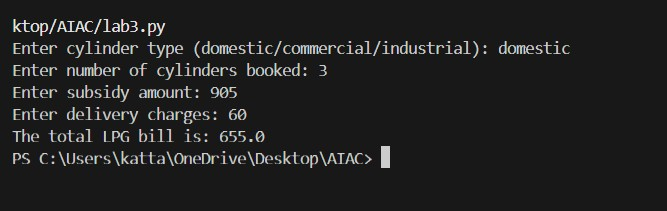 ktop/AIAC/lab3.py
Enter cylinder type (domestic/commercial/industrial): domestic
Enter number of cylinders booked: 3
Enter subsidy amount: 905
Enter delivery charges: 60
The total LPG bill is: 655.0
PS C:\Users\katta\OneDrive\Desktop\AIAC>